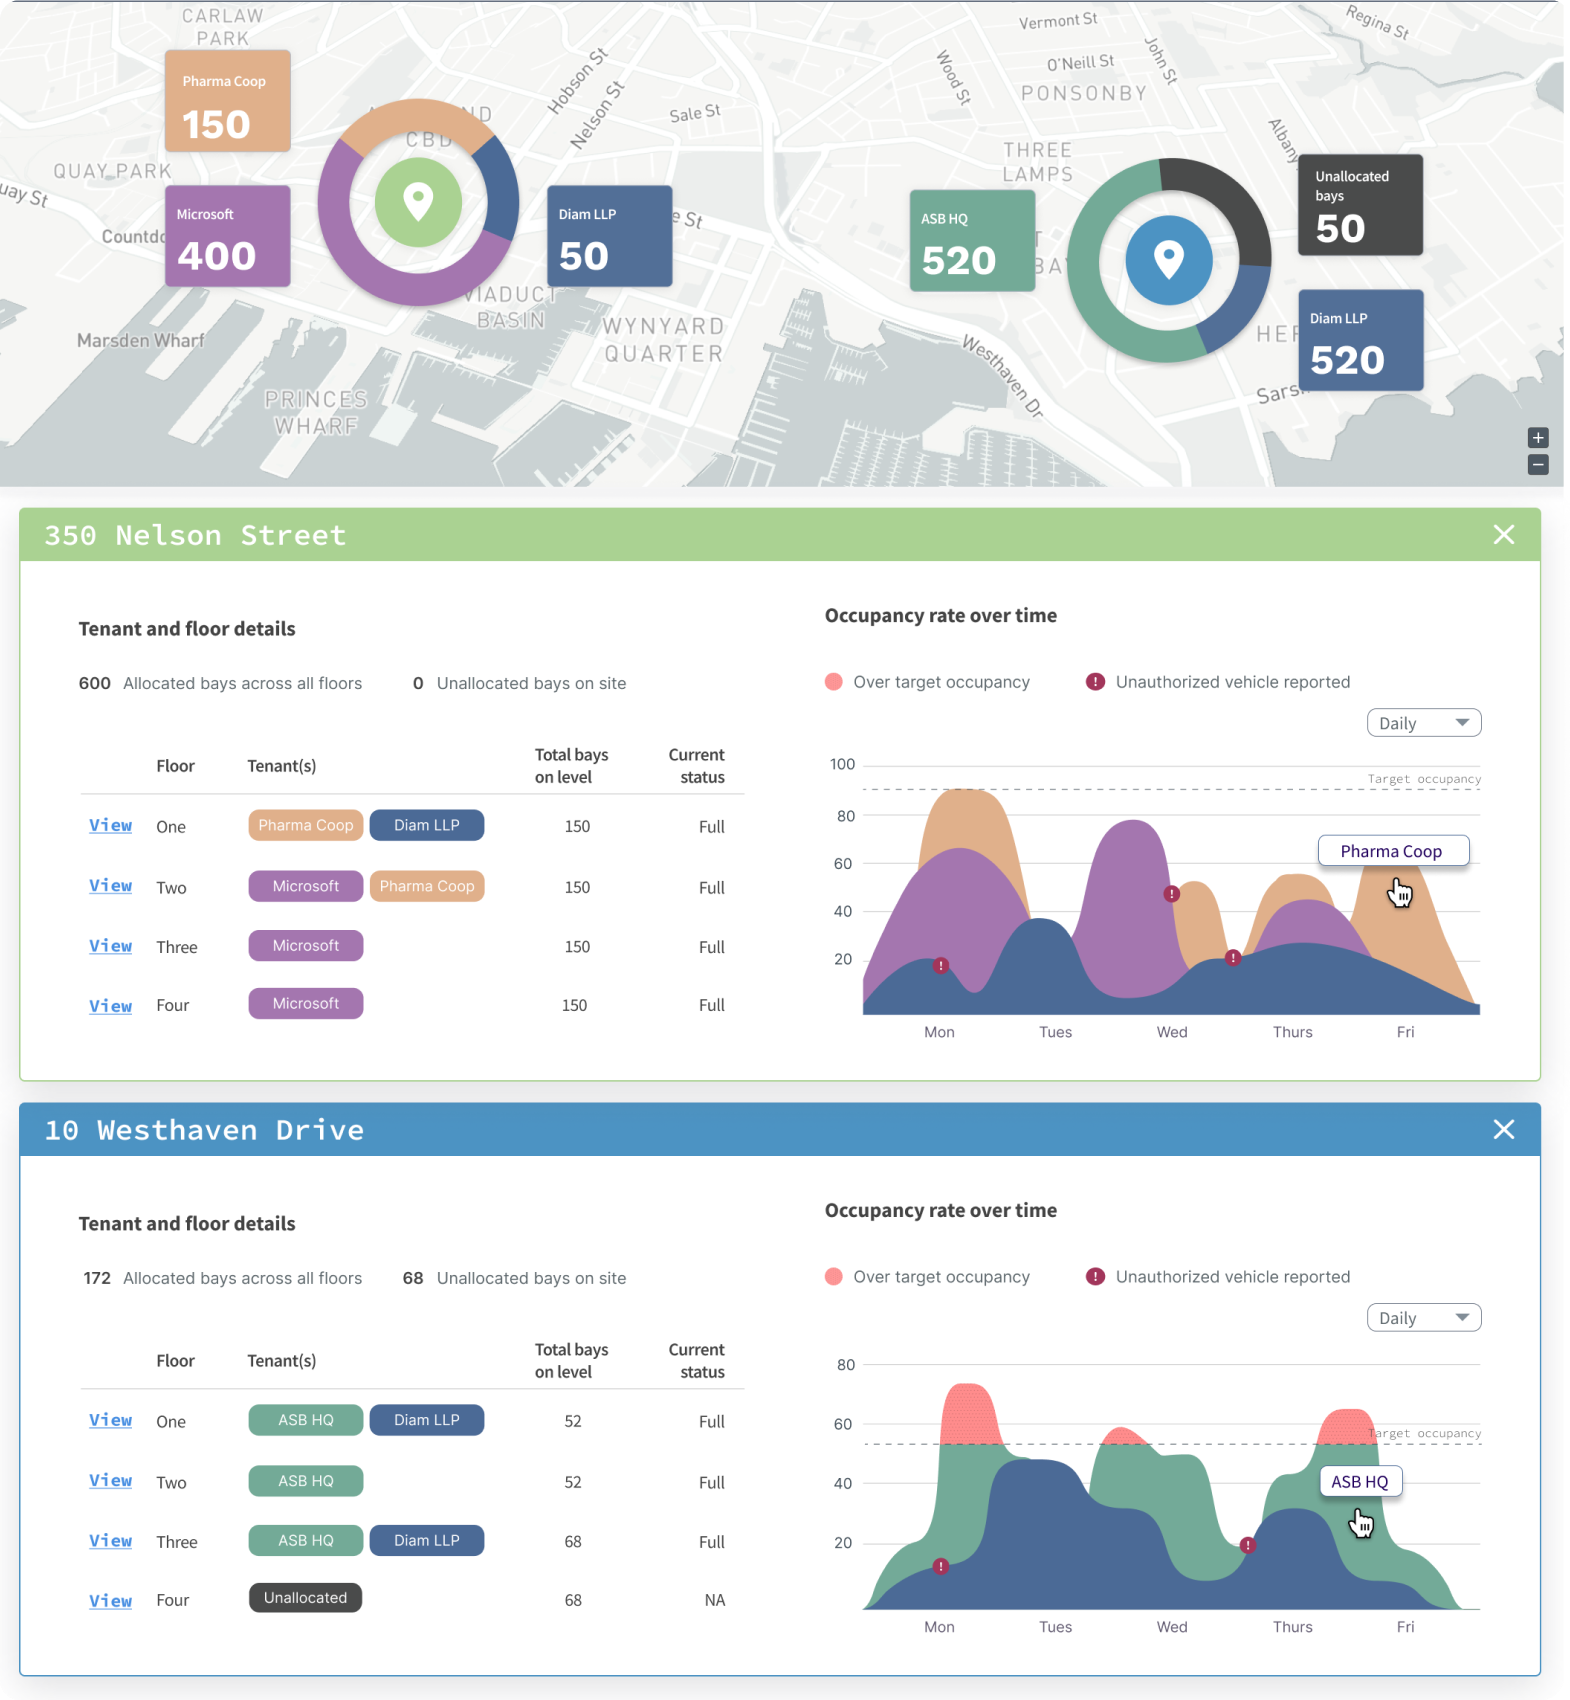 CARLAW
PARK
Vermont St
Regina St
Pharma Coop
150
Hobson St
Nelson St
Wood St
O'Neill St
John St
PONSONBY
CBD
Sale St
Albany
THREE
LAMPS
QUAY PARK
uay St
Microsoft
400
Diam LLP
50
e St
ASB HQ
520
Unallocated
bays
50
VIADUCT
BASIN
WYNYARD
QUARTER
Marsden Wharf
Westhaven Dr
Diam LLP
520
PRINCES
WHARF
+
−
350 Nelson Street
Tenant and floor details
600 Allocated bays across all floors 0 Unallocated bays on site
Floor Tenant(s) Total bays on level Current status
View One Pharma Coop Diam LLP 150 Full
View Two Microsoft Pharma Coop 150 Full
View Three Microsoft 150 Full
View Four Microsoft 150 Full
Occupancy rate over time
Over target occupancy ! Unauthorized vehicle reported
Daily
100
Target occupancy
80
60
Pharma Coop
40
20
!
!
!
Mon Tues Wed Thurs Fri
10 Westhaven Drive
Tenant and floor details
172 Allocated bays across all floors 68 Unallocated bays on site
Floor Tenant(s) Total bays on level Current status
View One ASB HQ Diam LLP 52 Full
View Two ASB HQ 52 Full
View Three ASB HQ Diam LLP 68 Full
View Four Unallocated 68 NA
Occupancy rate over time
Over target occupancy ! Unauthorized vehicle reported
Daily
80
60
Target occupancy
40
ASB HQ
20
!
!
Mon Tues Wed Thurs Fri